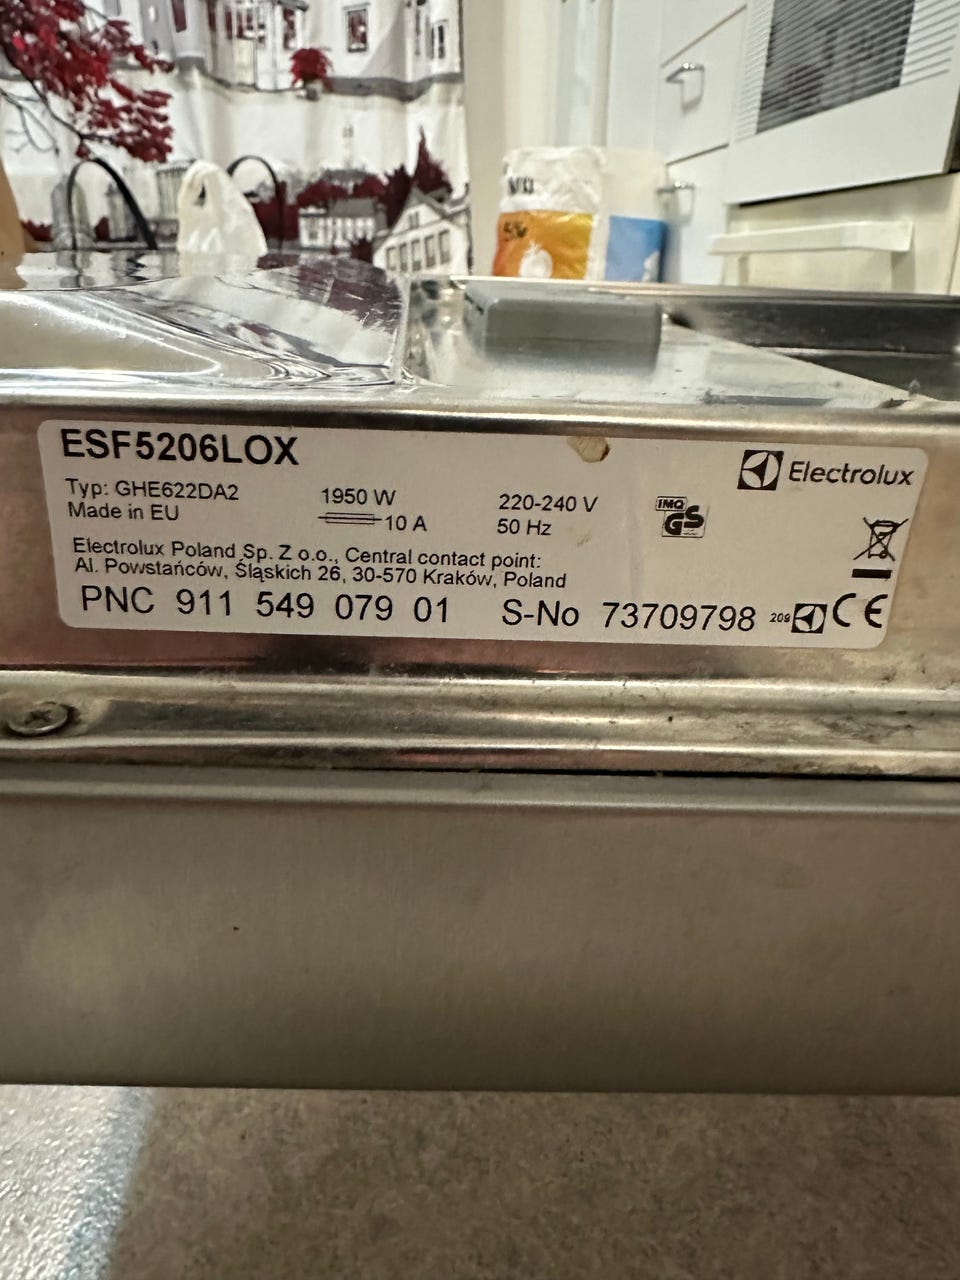 ESF5206LOX
Electrolux
Typ: GHE622DA2
1950 W
220-240 V
IMQ
GS
Made in EU
10 A
50 Hz
Electrolux Poland Sp. Z o.o., Central contact point:
Al. Powstańców, Śląskich 26, 30-570 Kraków, Poland
PNC 911 549 079 01 S-No 73709798 209 CE